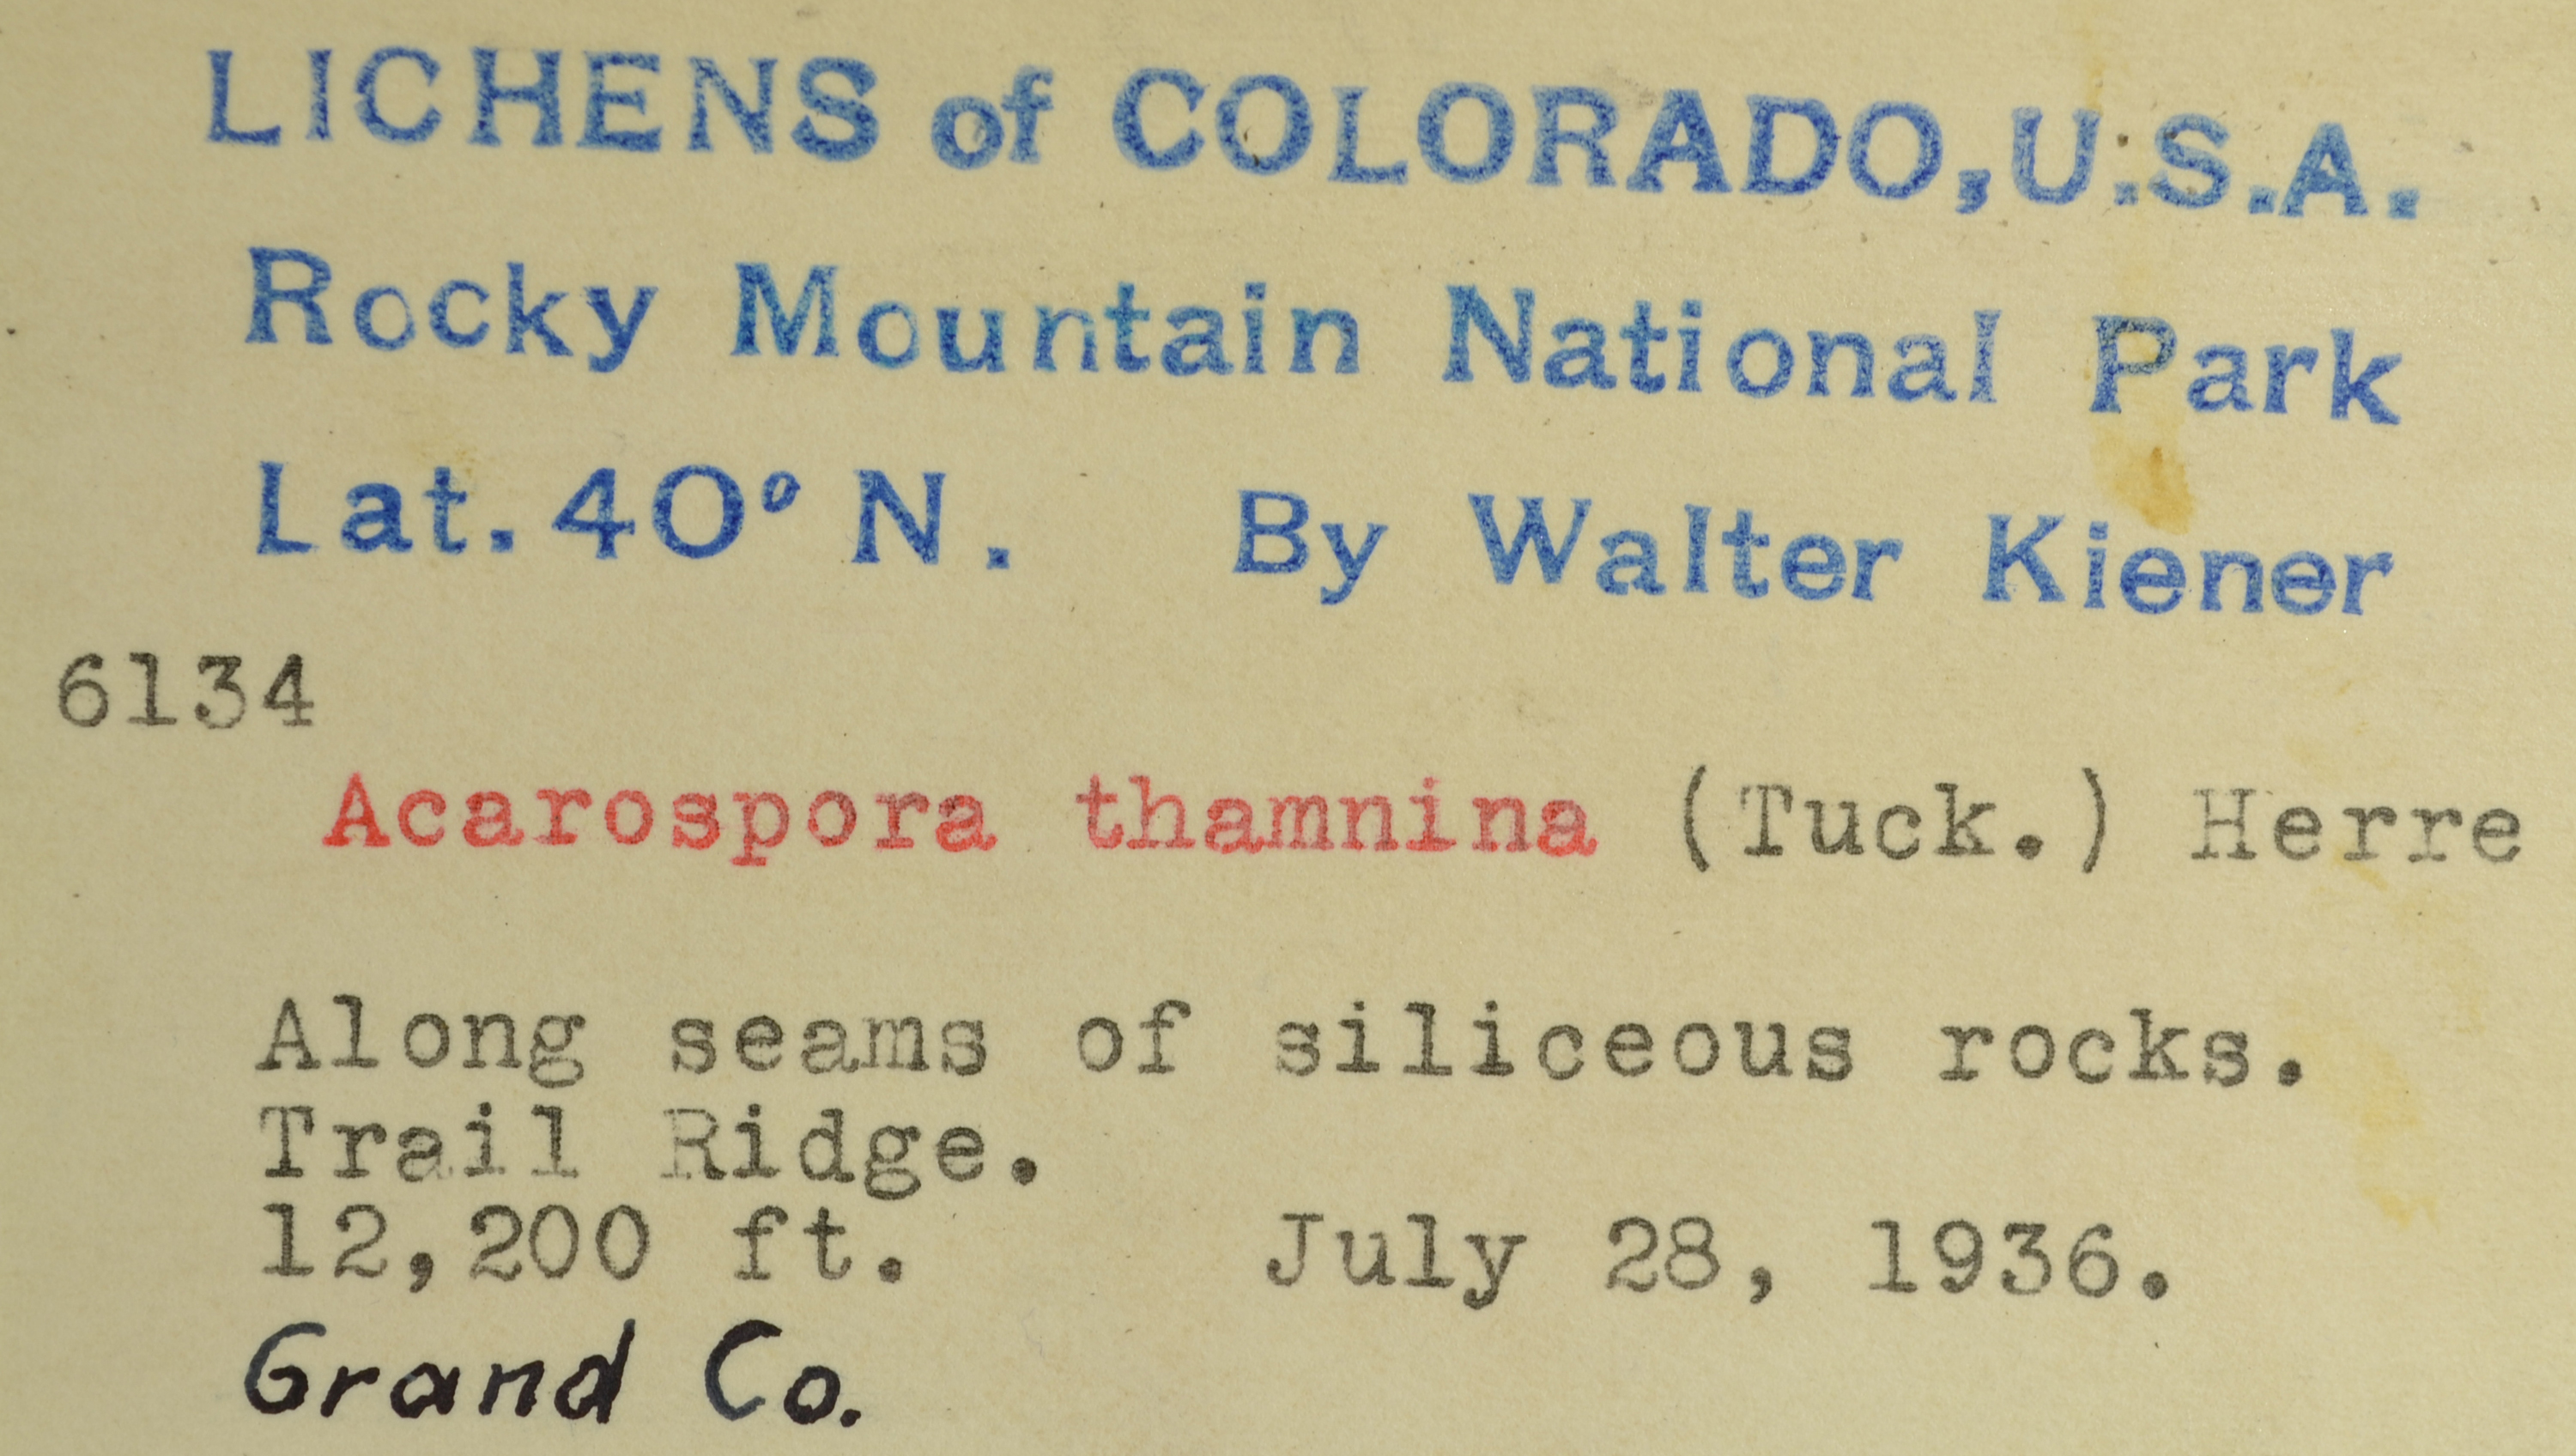 LICHENS of COLORADO, U.S.A.
Rocky Mountain National Park
Lat. 40° N. By Walter Kiener
6134
Acarospora thamnina (Tuck.) Herre
Along seams of siliceous rocks.
Trail Ridge.
12,200 ft. July 28, 1936.
Grand Co.